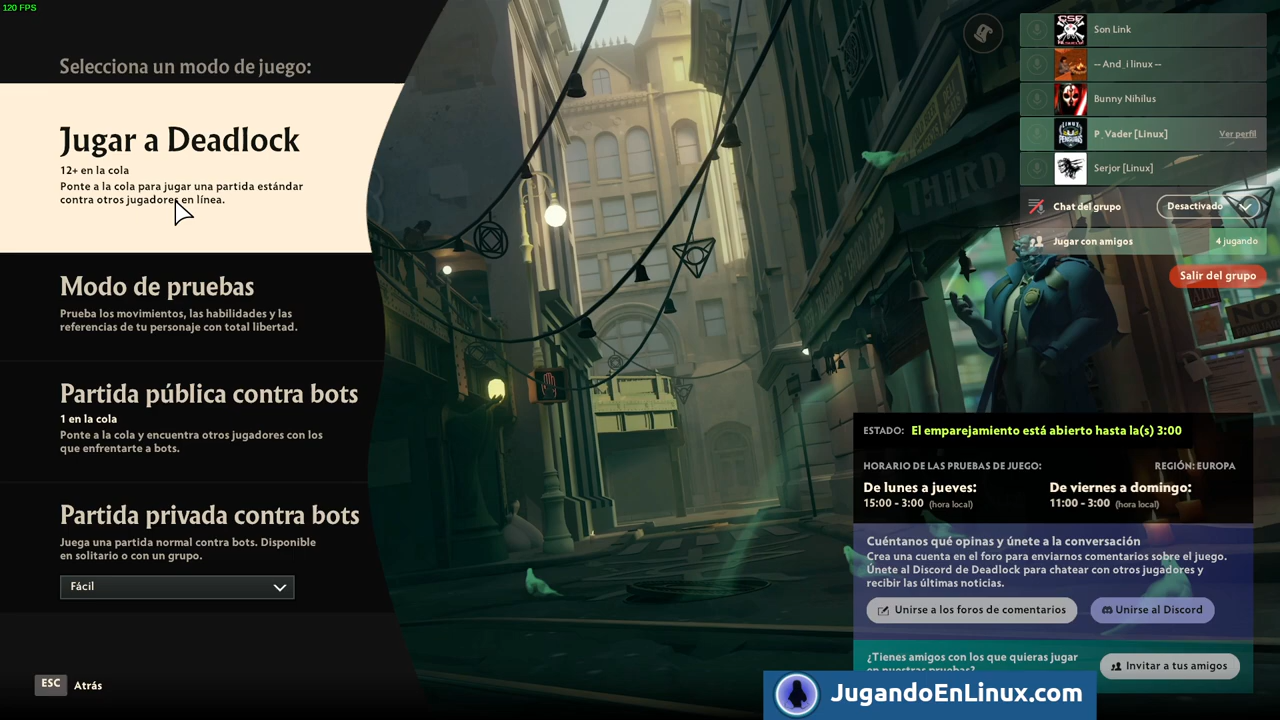 120 FPS
Selecciona un modo de juego:
Jugar a Deadlock
12+ en la cola
Ponte a la cola para jugar una partida estándar
contra otros jugadores en línea.
Modo de pruebas
Prueba los movimientos, las habilidades y las
referencias de tu personaje con total libertad.
Partida pública contra bots
1 en la cola
Ponte a la cola y encuentra otros jugadores con los
que enfrentarte a bots.
Partida privada contra bots
Juega una partida normal contra bots. Disponible
en solitario o con un grupo.
Fácil
ESC Atrás
THIRD
Son Link
-- And_i linux --
Bunny Nihilus
P_Vader [Linux] Ver perfil
Serjor [Linux]
Chat del grupo Desactivado
Jugar con amigos 4 jugando
Salir del grupo
NO
ESTADO: El emparejamiento está abierto hasta la(s) 3:00
HORARIO DE LAS PRUEBAS DE JUEGO: REGIÓN: EUROPA
De lunes a jueves: De viernes a domingo:
15:00 - 3:00 (hora local) 11:00 - 3:00 (hora local)
Cuéntanos qué opinas y únete a la conversación
Crea una cuenta en el foro para enviarnos comentarios sobre el juego.
Únete al Discord de Deadlock para chatear con otros jugadores y
recibir las últimas noticias.
Unirse a los foros de comentarios Unirse al Discord
¿Tienes amigos con los que quieras jugar
en nuestras pruebas?
Invitar a tus amigos
JugandoEnLinux.com